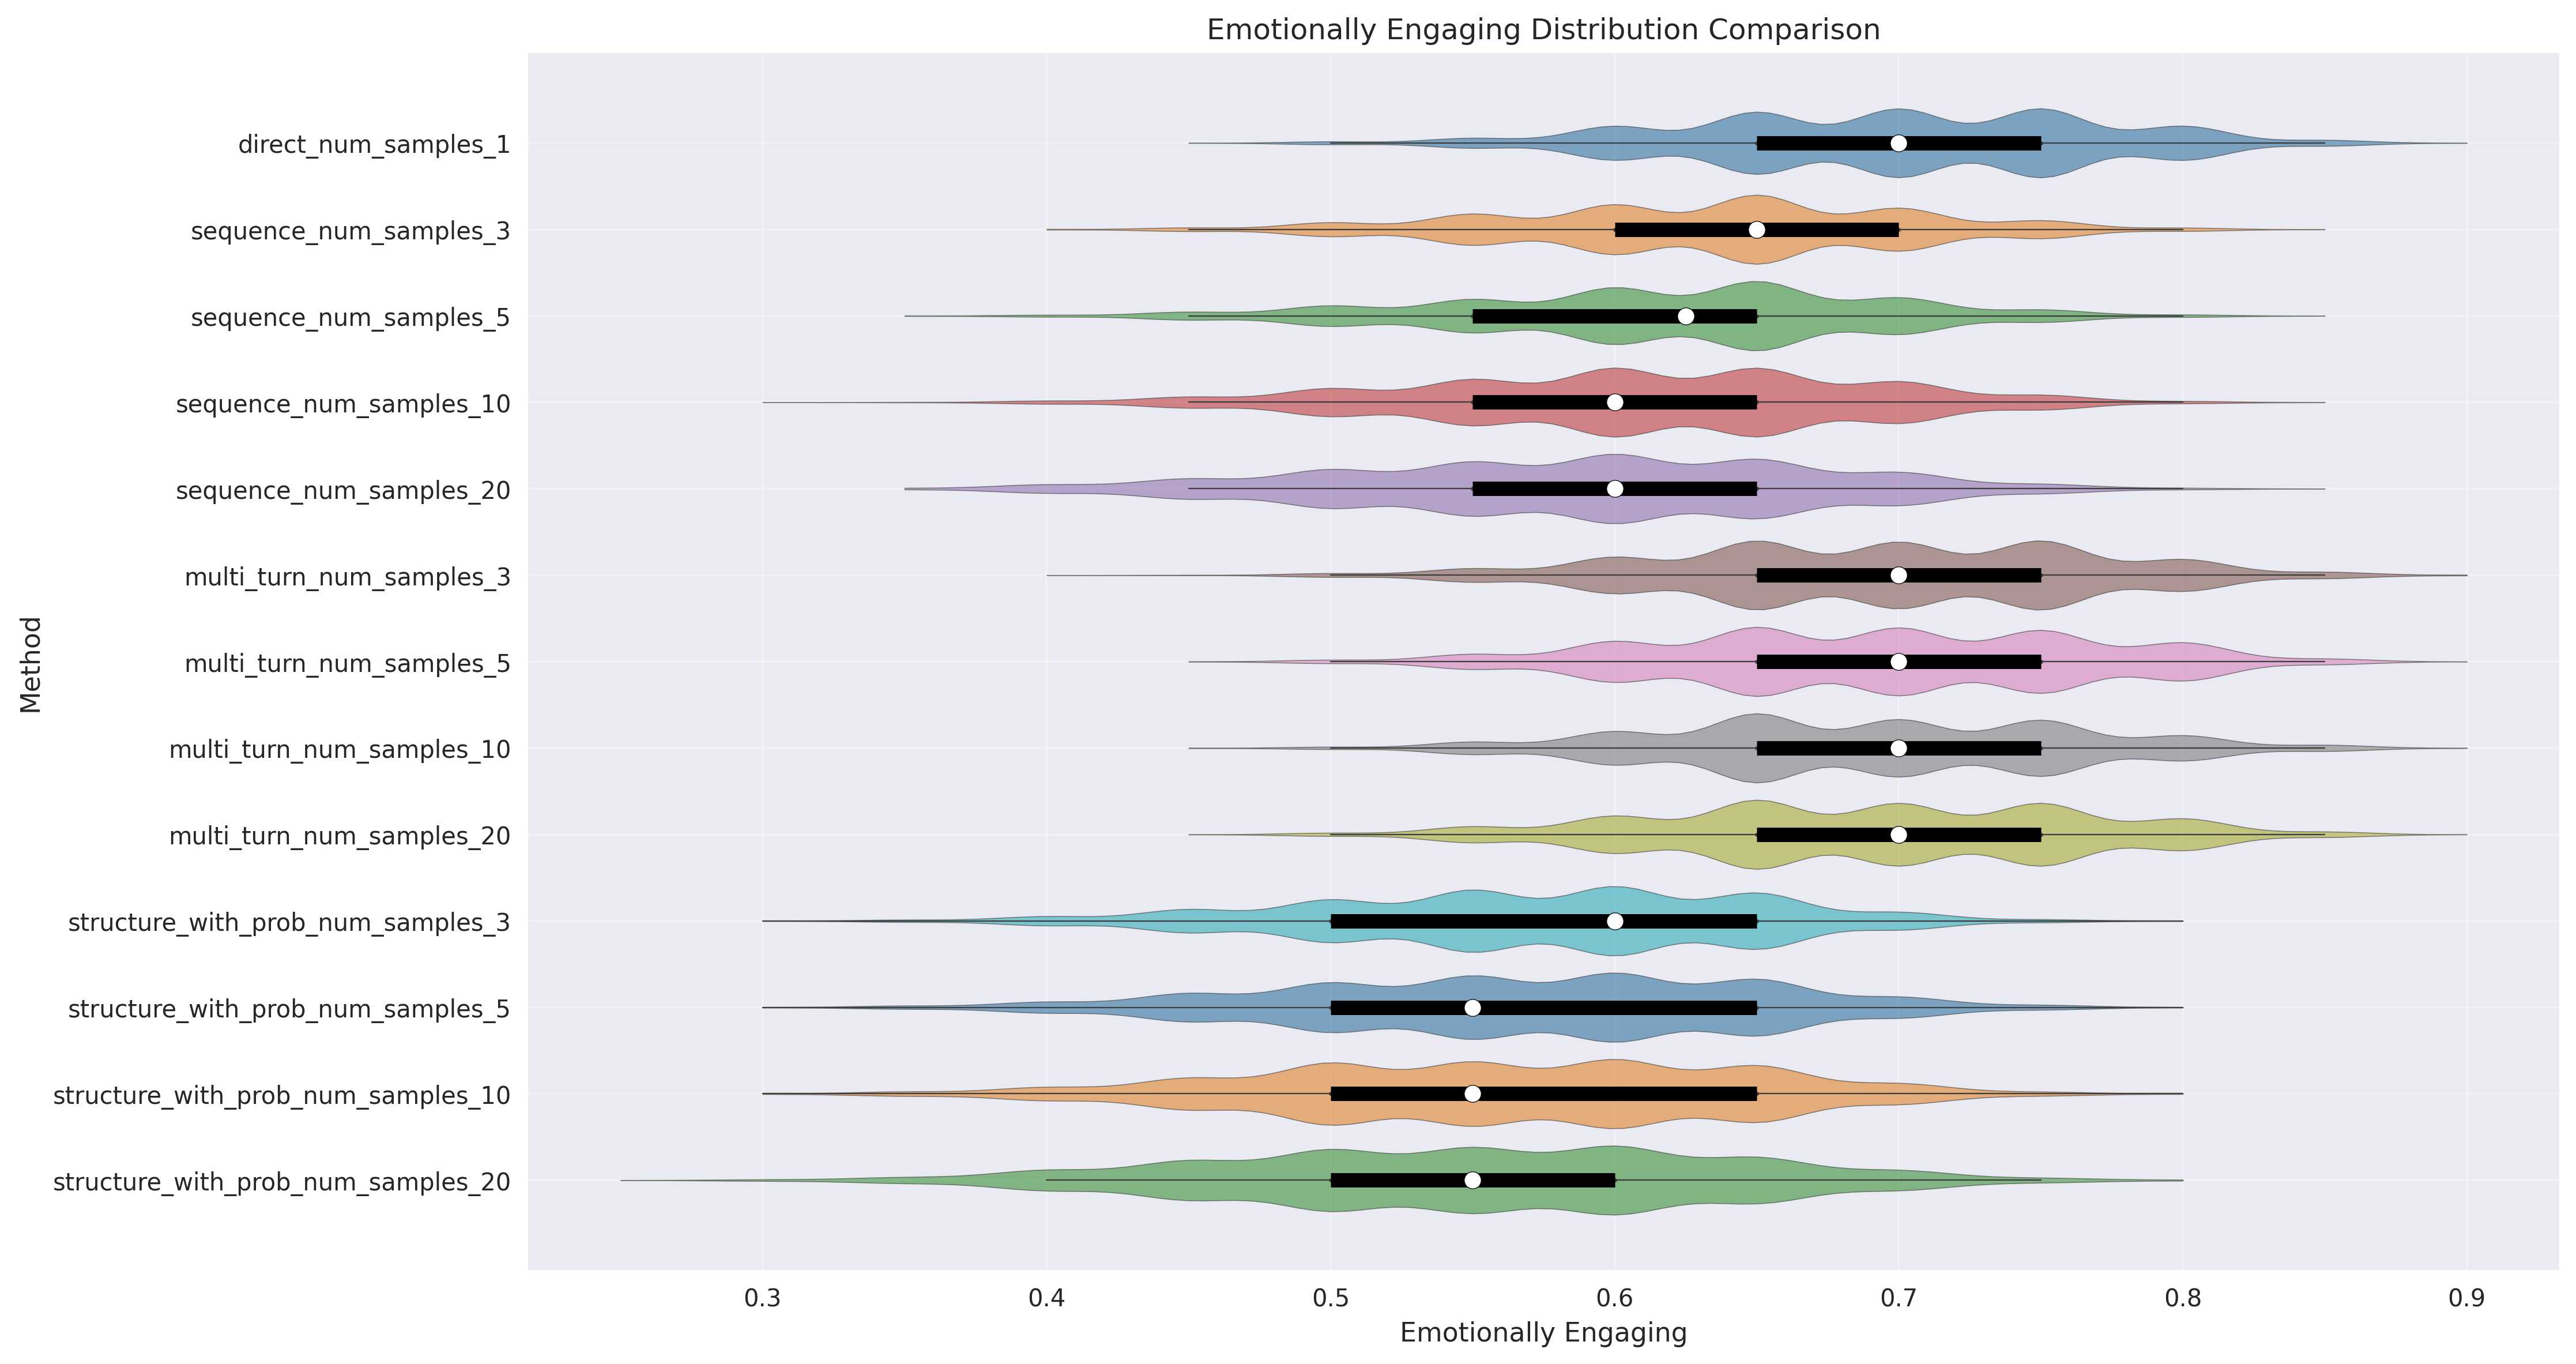 Emotionally Engaging Distribution Comparison
Method
direct_num_samples_1
sequence_num_samples_3
sequence_num_samples_5
sequence_num_samples_10
sequence_num_samples_20
multi_turn_num_samples_3
multi_turn_num_samples_5
multi_turn_num_samples_10
multi_turn_num_samples_20
structure_with_prob_num_samples_3
structure_with_prob_num_samples_5
structure_with_prob_num_samples_10
structure_with_prob_num_samples_20
0.3 0.4 0.5 0.6 0.7 0.8 0.9
Emotionally Engaging